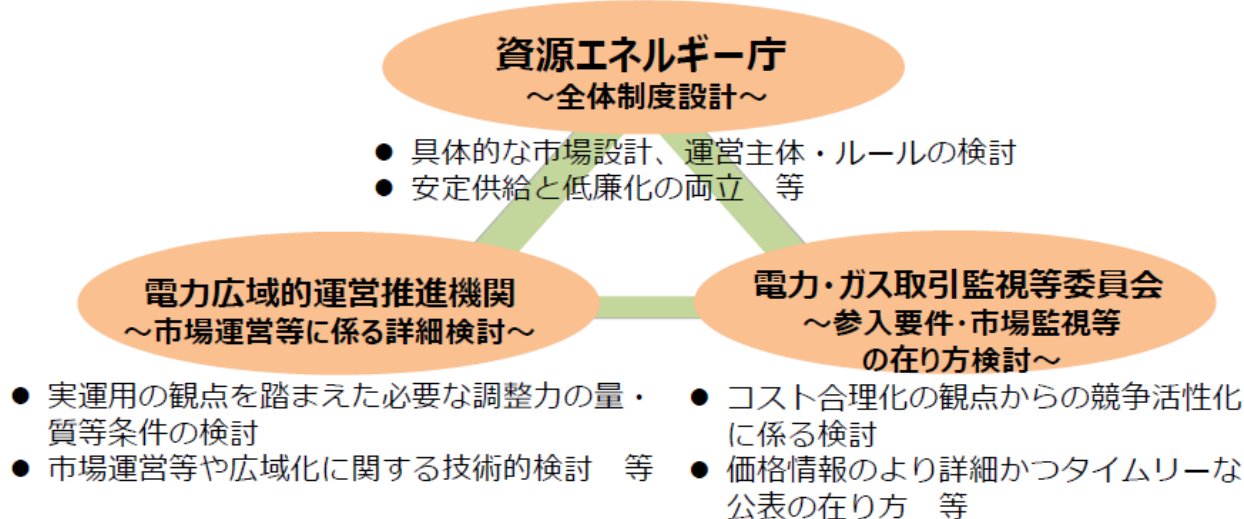 資源エネルギー庁
～全体制度設計～
● 具体的な市場設計、運営主体・ルールの検討
● 安定供給と低廉化の両立　等
電力広域的運営推進機関
～市場運営等に係る詳細検討～
● 実運用の観点を踏まえた必要な調整力の量・
質等条件の検討
● 市場運営等や広域化に関する技術的検討　等
電力・ガス取引監視等委員会
～参入要件・市場監視等
の在り方検討～
● コスト合理化の観点からの競争活性化
に係る検討
● 価格情報のより詳細かつタイムリーな
公表の在り方　等